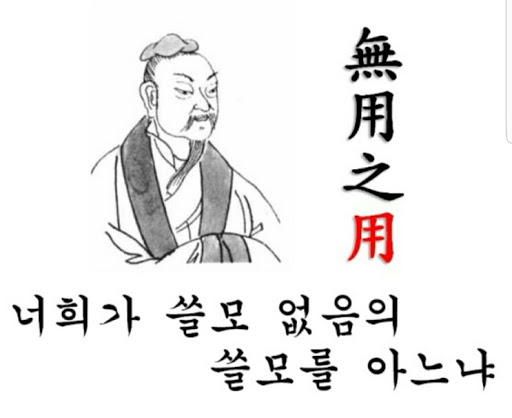 無用之用
너희가 쓸모 없음의
쓸모를 아느냐